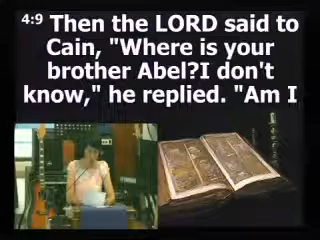 4:9 Then the LORD said to
Cain, "Where is your
brother Abel?I don't
know," he replied. "Am I